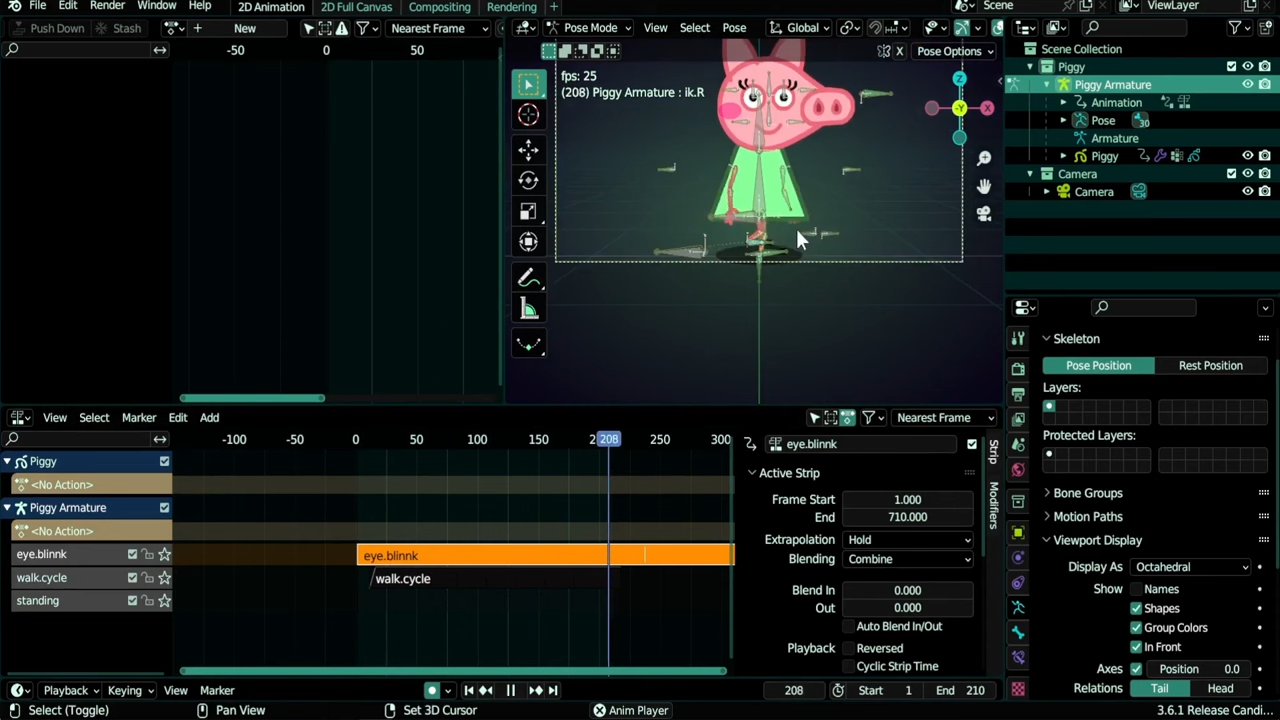 File Edit Render Window Help 2D Animation 2D Full Canvas Compositing Rendering + Scene ViewLayer
Push Down Stash New Nearest Frame Pose Mode View Select Pose Global
-50 0 50
X Pose Options
fps: 25
(208) Piggy Armature : ik.R
Z
-Y
X
Scene Collection
Piggy
Piggy Armature
Animation
Pose 30
Armature
Piggy
Camera
Camera
Skeleton
Pose Position Rest Position
Layers:
Protected Layers:
Bone Groups
Motion Paths
Viewport Display
Display As Octahedral
Show Names
Shapes
Group Colors
In Front
Axes Position 0.0
Relations Tail Head
View Select Marker Edit Add Nearest Frame
-100 -50 0 50 100 150 208 250 300
Piggy
<No Action>
Piggy Armature
<No Action>
eye.blinnk
walk.cycle
standing
eye.blinnk
walk.cycle
eye.blinnk
Active Strip
Frame Start 1.000
End 710.000
Extrapolation Hold
Blending Combine
Blend In 0.000
Out 0.000
Auto Blend In/Out
Playback Reversed
Cyclic Strip Time
Strip
Modifiers
Playback Keying View Marker 208 Start 1 End 210
Select (Toggle) Pan View Set 3D Cursor Anim Player 3.6.1 Release Candi...